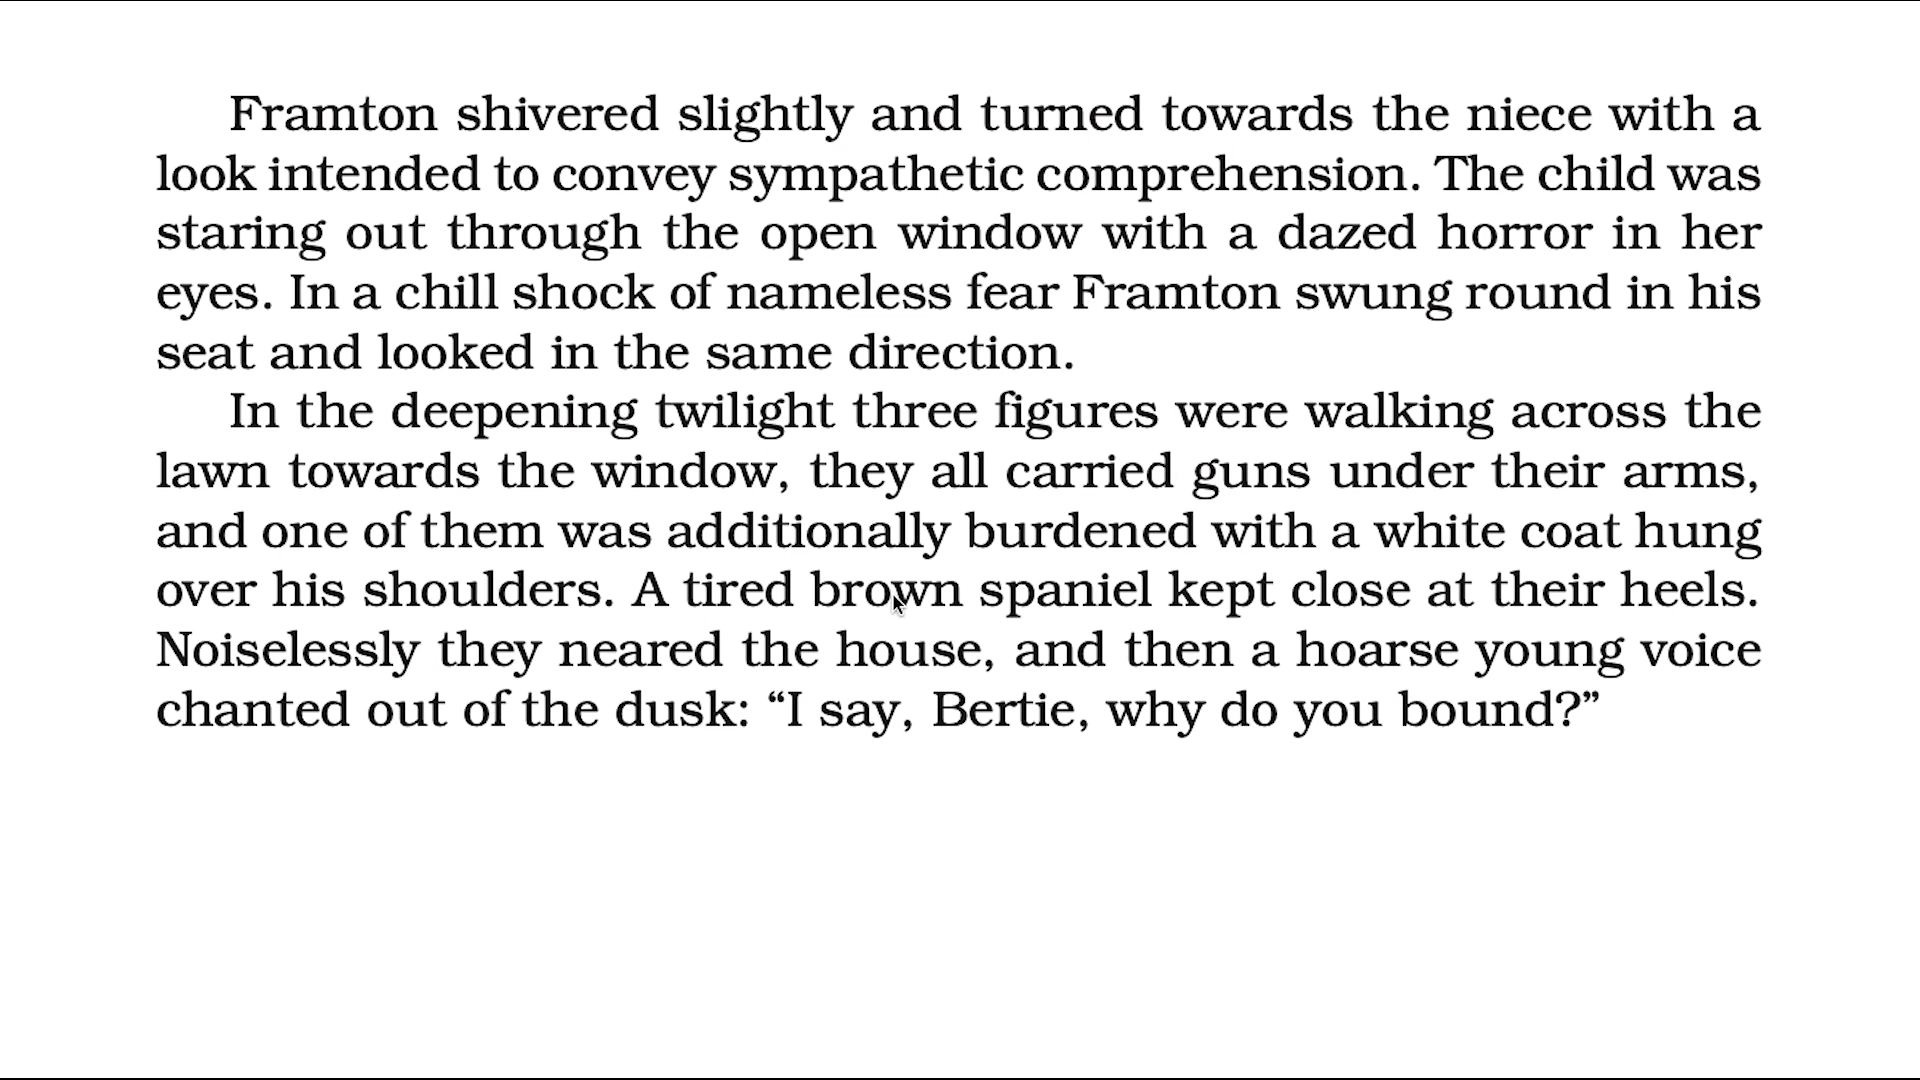 Framton shivered slightly and turned towards the niece with a
look intended to convey sympathetic comprehension. The child was
staring out through the open window with a dazed horror in her
eyes. In a chill shock of nameless fear Framton swung round in his
seat and looked in the same direction.
In the deepening twilight three figures were walking across the
lawn towards the window, they all carried guns under their arms,
and one of them was additionally burdened with a white coat hung
over his shoulders. A tired brown spaniel kept close at their heels.
Noiselessly they neared the house, and then a hoarse young voice
chanted out of the dusk: “I say, Bertie, why do you bound?”